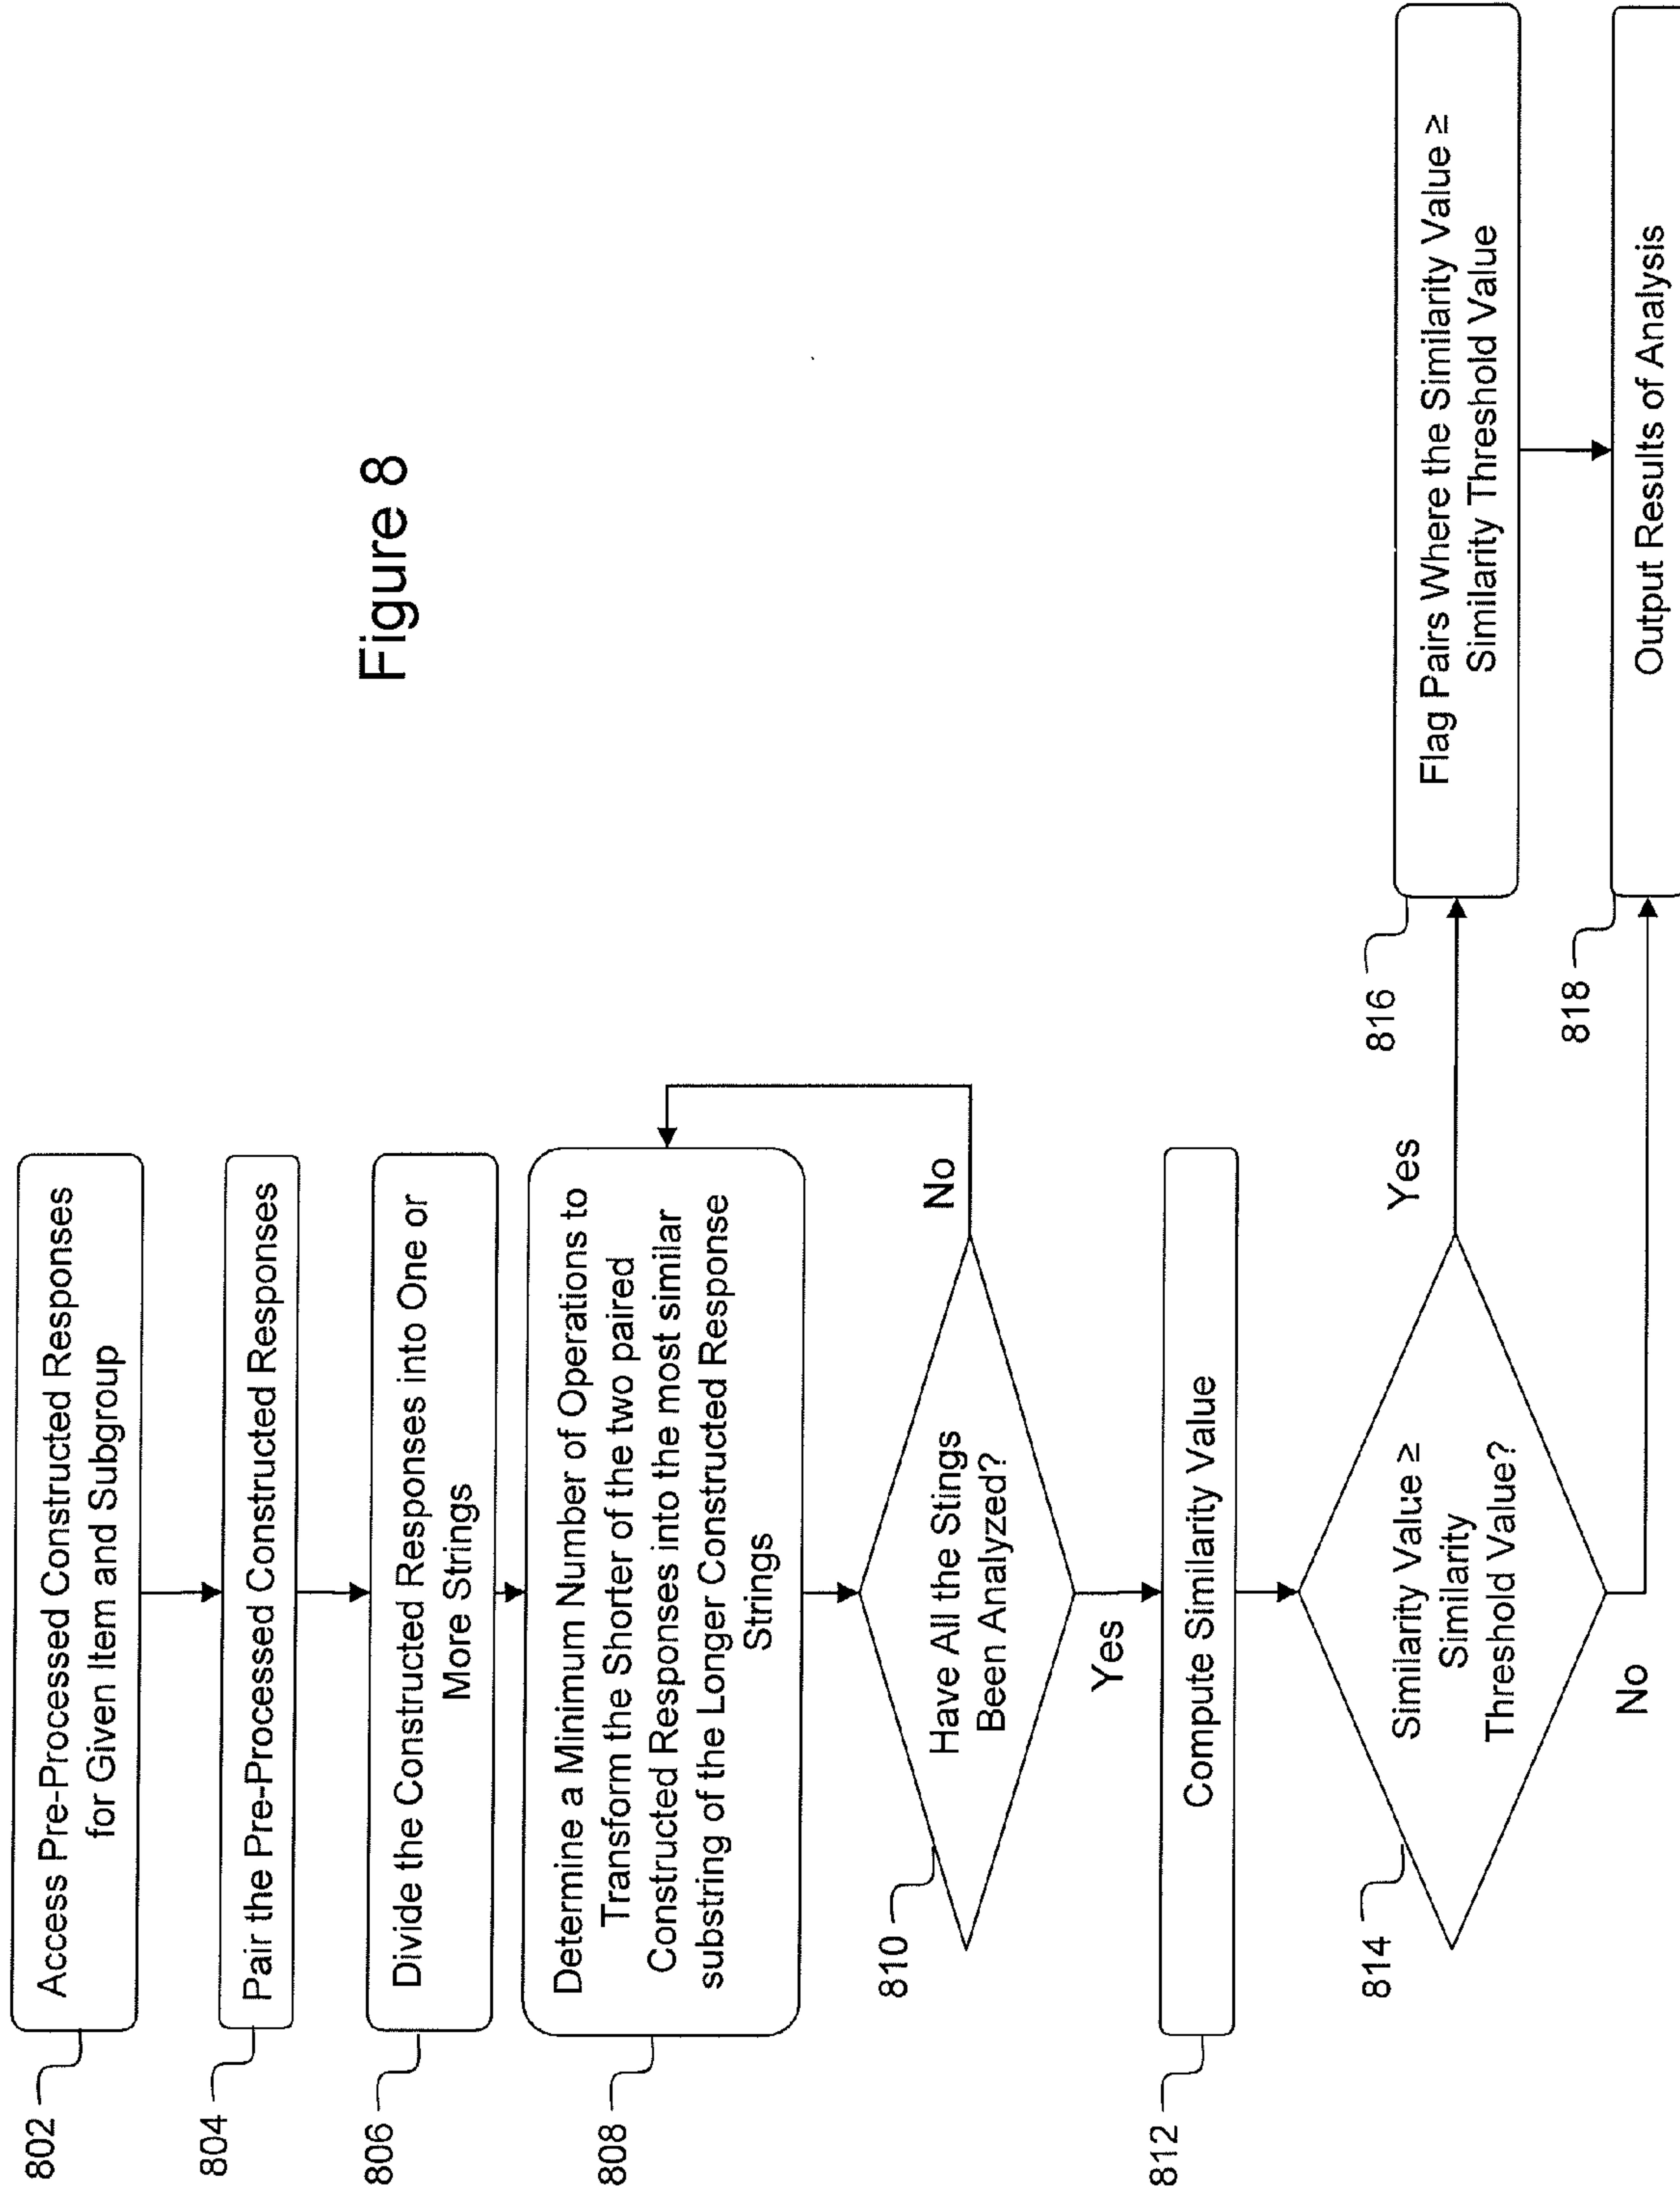 Figure 8
802
Access Pre-Processed Constructed Responses
for Given Item and Subgroup
804
Pair the Pre-Processed Constructed Responses
806
Divide the Constructed Responses into One or
More Strings
808
Determine a Minimum Number of Operations to
Transform the Shorter of the two paired
Constructed Responses into the most similar
substring of the Longer Constructed Response
Strings
810
Have All the Stings
Been Analyzed?
No
Yes
812
Compute Similarity Value
814
Similarity Value ≥
Similarity
Threshold Value?
Yes
No
816
Flag Pairs Where the Similarity Value ≥
Similarity Threshold Value
818
Output Results of Analysis